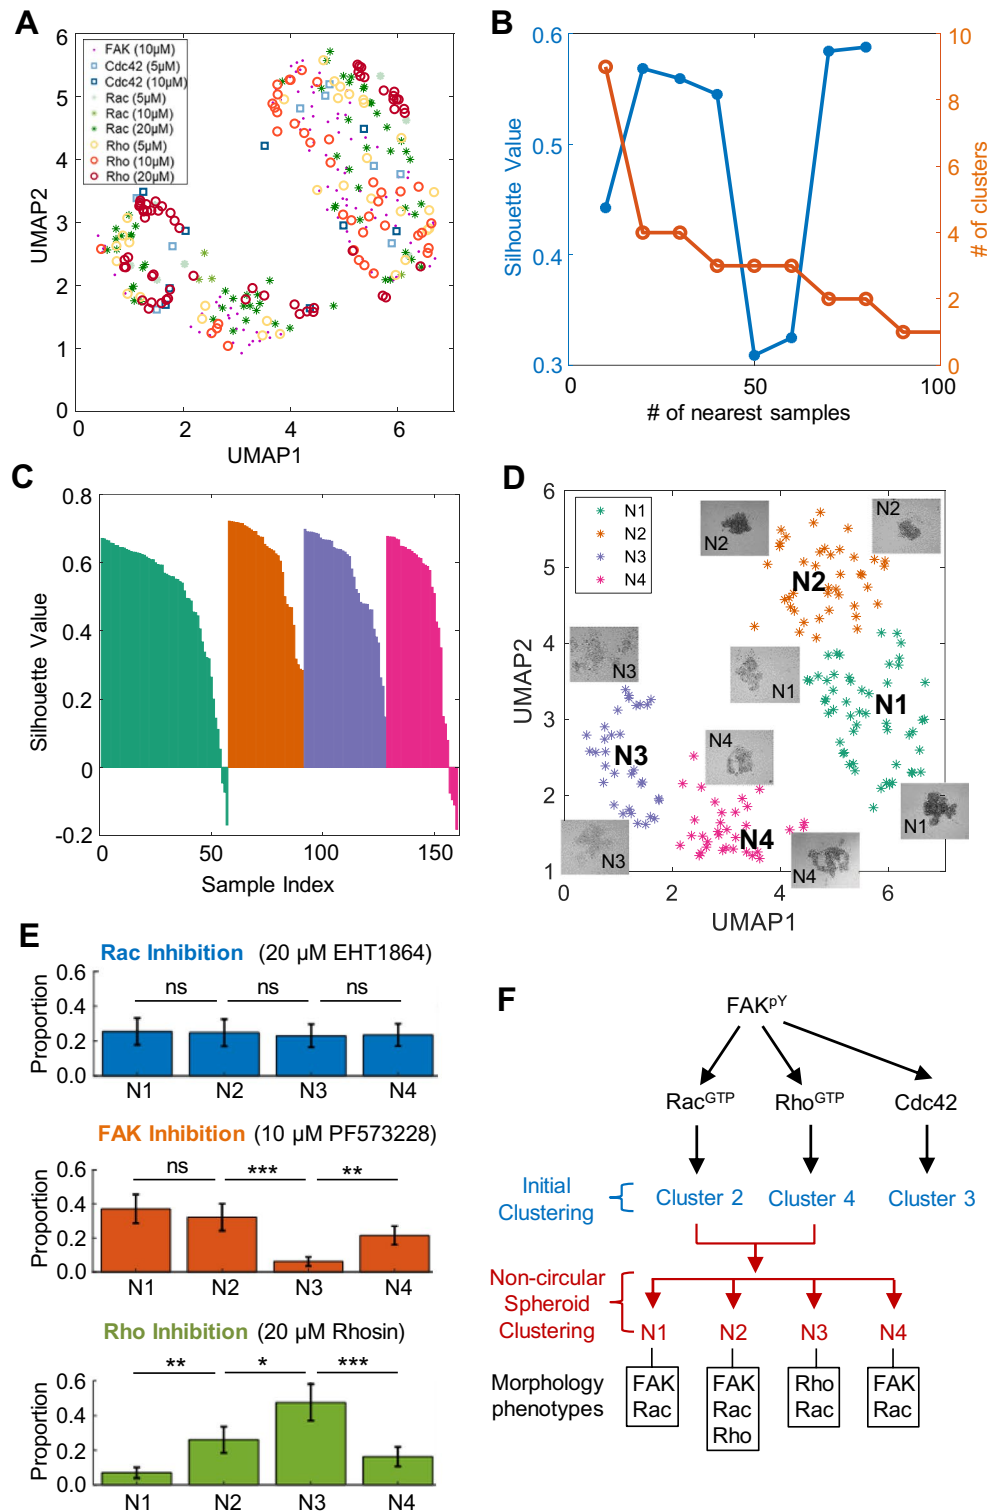 A
6
5
4
3
2
1
0
UMAP2
FAK (10µM)
Cdc42 (5µM)
Cdc42 (10µM)
Rac (5µM)
Rac (10µM)
Rac (20µM)
Rho (5µM)
Rho (10µM)
Rho (20µM)
0 2 4 6
UMAP1
B
0.6
0.5
0.4
0.3
Silhouette Value
10
8
6
4
2
0
# of clusters
0 50 100
# of nearest samples
C
0.8
0.6
0.4
0.2
0
-0.2
Silhouette Value
0 50 100 150
Sample Index
D
6
5
4
3
2
1
UMAP2
N1
N2
N3
N4
N2
N2
N2
N3
N1
N1
N3
N4
N4
N1
N3
N4
0 2 4 6
UMAP1
E
Rac Inhibition (20 µM EHT1864)
0.6
0.4
0.2
0.0
Proportion
ns ns ns
N1 N2 N3 N4
FAK Inhibition (10 µM PF573228)
0.6
0.4
0.2
0.0
Proportion
ns *** **
N1 N2 N3 N4
Rho Inhibition (20 µM Rhosin)
0.6
0.4
0.2
0.0
Proportion
** * ***
N1 N2 N3 N4
F
FAKpY
RacGTP RhoGTP Cdc42
Initial
Clustering
Cluster 2 Cluster 4 Cluster 3
Non-circular
Spheroid
Clustering
N1 N2 N3 N4
Morphology
phenotypes
FAK
Rac
FAK
Rac
Rho
Rho
Rac
FAK
Rac